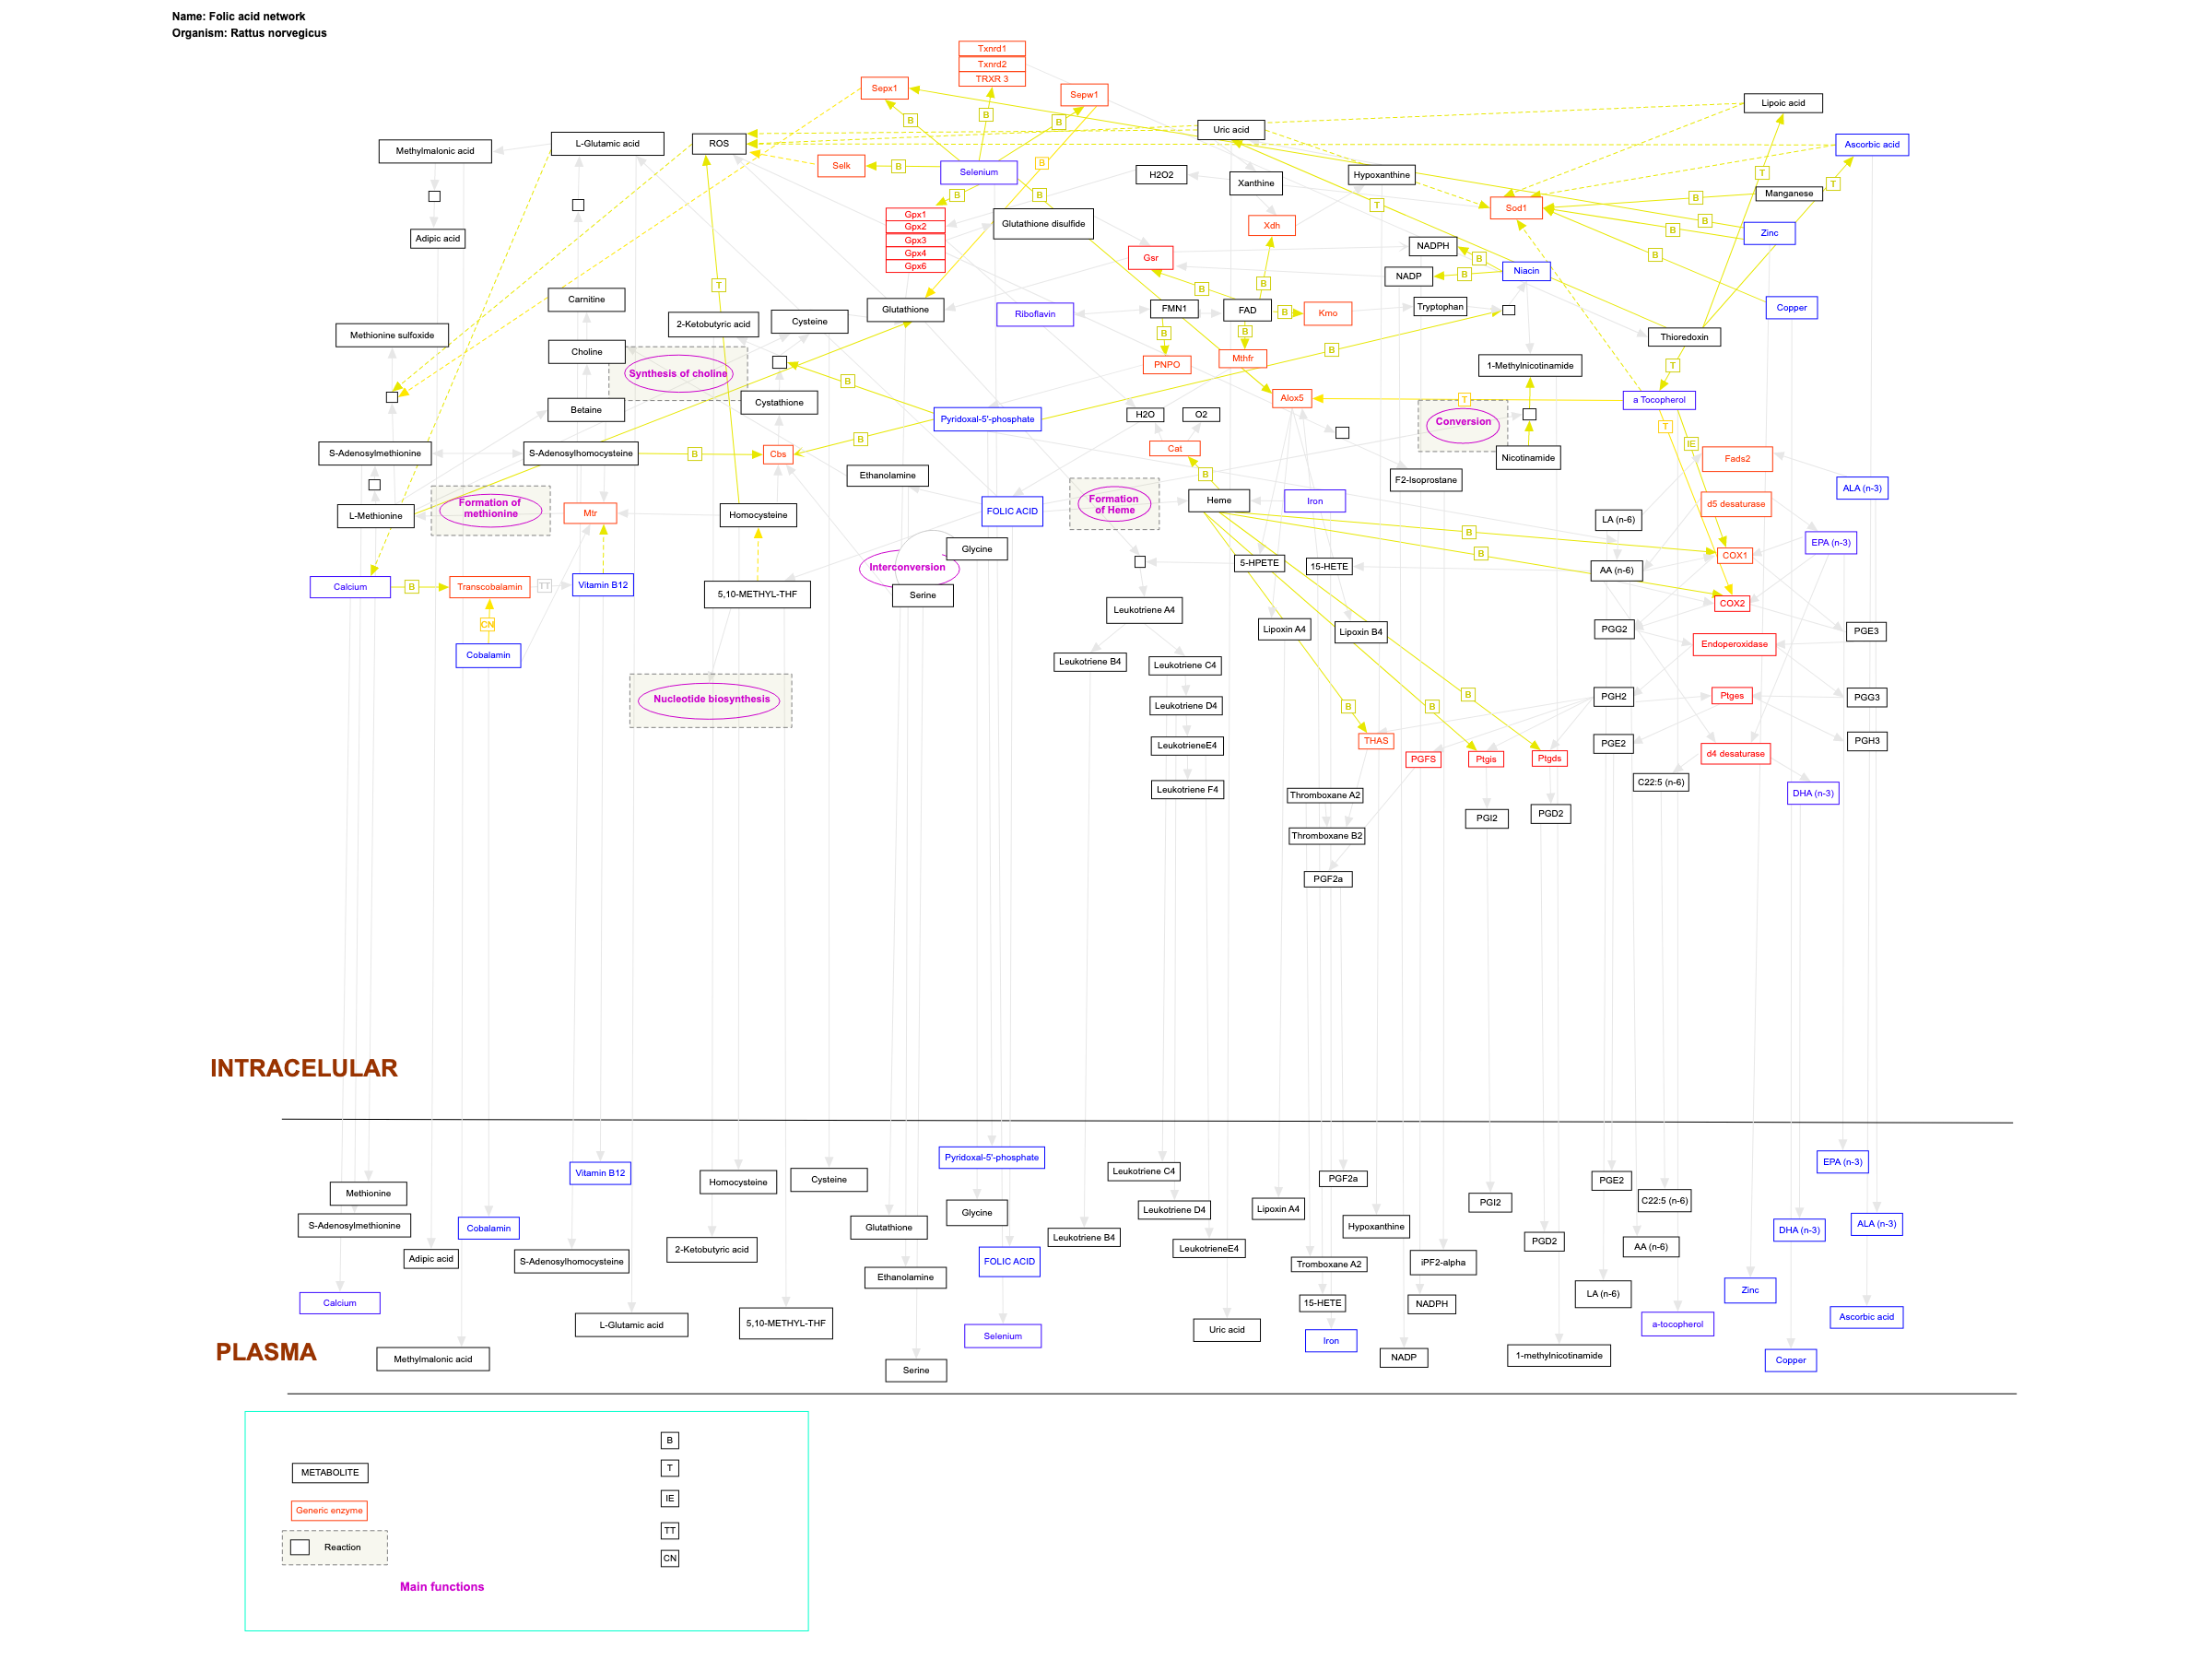 Name: Folic acid network
Organism: Rattus norvegicus
Txnrd1
Txnrd2
TRXR 3
Sepx1
Sepw1
Lipoic acid
B
B
B
Uric acid
Methylmalonic acid
L-Glutamic acid
ROS
Ascorbic acid
Selk
B
Selenium
B
H2O2
Xanthine
Hypoxanthine
T
T
Manganese
B
B
B
T
Sod1
B
B
Zinc
Adipic acid
Gpx1
Gpx2
Gpx3
Gpx4
Gpx6
Glutathione disulfide
Xdh
NADPH
Gsr
B
B
NADP
B
Niacin
T
B
B
Carnitine
Glutathione
Riboflavin
FMN1
FAD
B
Kmo
Tryptophan
Copper
Methionine sulfoxide
2-Ketobutyric acid
Cysteine
B
B
Thioredoxin
Choline
B
PNPO
Mthfr
1-Methylnicotinamide
T
Synthesis of choline
B
Alox5
T
a Tocopherol
Betaine
Cystathione
Pyridoxal-5'-phosphate
H2O
O2
Conversion
T
B
Cat
IE
S-Adenosylmethionine
S-Adenosylhomocysteine
B
Cbs
Nicotinamide
Fads2
Ethanolamine
B
F2-Isoprostane
ALA (n-3)
Formation of
methionine
FOLIC ACID
Formation
of Heme
Heme
Iron
d5 desaturase
L-Methionine
Mtr
Homocysteine
LA (n-6)
B
EPA (n-3)
Glycine
B
COX1
Interconversion
5-HPETE
15-HETE
AA (n-6)
Calcium
B
Transcobalamin
TT
Vitamin B12
5,10-METHYL-THF
Serine
COX2
Leukotriene A4
CN
Lipoxin A4
Lipoxin B4
PGG2
PGE3
Endoperoxidase
Cobalamin
Leukotriene B4
Leukotriene C4
Nucleotide biosynthesis
B
B
B
PGH2
Ptges
PGG3
Leukotriene D4
LeukotrieneE4
THAS
PGFS
Ptgis
Ptgds
PGE2
d4 desaturase
PGH3
Leukotriene F4
Thromboxane A2
C22:5 (n-6)
DHA (n-3)
PGI2
PGD2
Thromboxane B2
PGF2a
INTRACELULAR
Pyridoxal-5'-phosphate
EPA (n-3)
Vitamin B12
Homocysteine
Cysteine
Leukotriene C4
PGF2a
PGE2
Methionine
Glycine
Leukotriene D4
Lipoxin A4
PGI2
C22:5 (n-6)
S-Adenosylmethionine
Cobalamin
Glutathione
Leukotriene B4
Hypoxanthine
DHA (n-3)
ALA (n-3)
Adipic acid
S-Adenosylhomocysteine
2-Ketobutyric acid
FOLIC ACID
LeukotrieneE4
Tromboxane A2
iPF2-alpha
PGD2
AA (n-6)
Ethanolamine
Calcium
15-HETE
NADPH
LA (n-6)
Zinc
L-Glutamic acid
5,10-METHYL-THF
Selenium
Uric acid
Iron
a-tocopherol
Ascorbic acid
PLASMA
Methylmalonic acid
Serine
NADP
1-methylnicotinamide
Copper
B
METABOLITE
T
IE
Generic enzyme
TT
Reaction
CN
Main functions